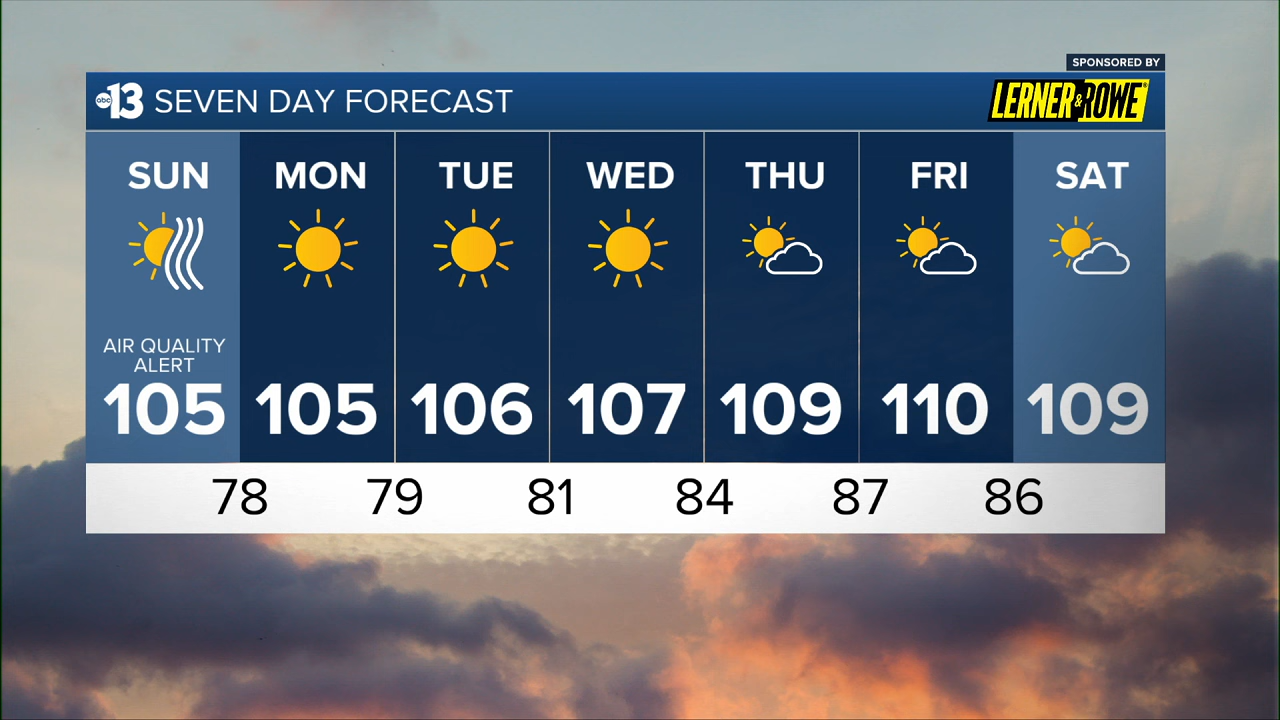 SPONSORED BY
abc 13 SEVEN DAY FORECAST
LERNER & ROWE®
SUN MON TUE WED THU FRI SAT
AIR QUALITY
ALERT
105 105 106 107 109 110 109
78 79 81 84 87 86